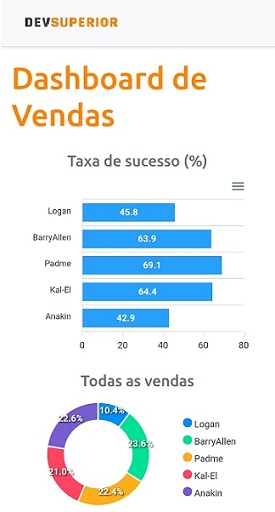 DEVSUPERIOR
Dashboard de
Vendas
Taxa de sucesso (%)
Logan 45.8
BarryAllen 63.9
Padme 69.1
Kal-El 64.4
Anakin 42.9
0 20 40 60 80
Todas as vendas
10.4%
23.6%
22.4%
21.0%
22.6%
Logan
BarryAllen
Padme
Kal-El
Anakin